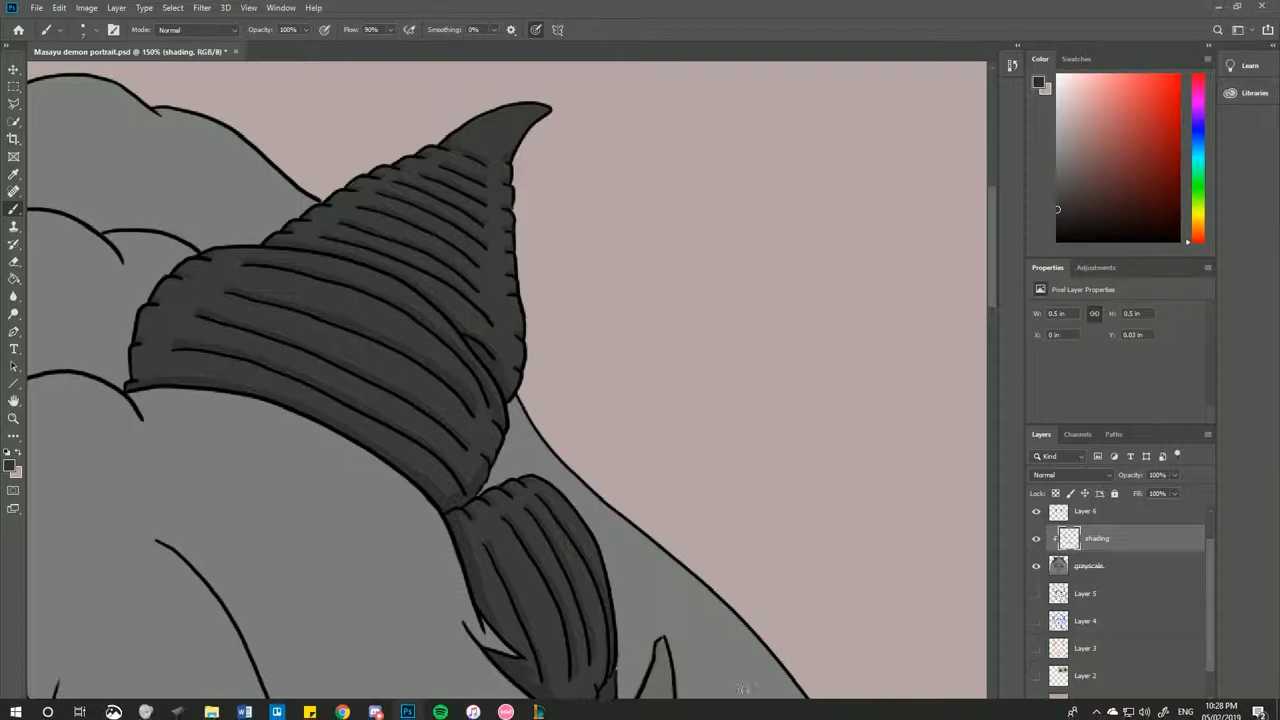 File Edit Image Layer Type Select Filter 3D View Window Help
Mode: Normal Opacity: 100% Flow: 90% Smoothing: 0%
Masayu demon portrait.psd @ 150% (shading, RGB/8) *
Color Swatches
Learn
Libraries
Properties Adjustments
Pixel Layer Properties
W: 0.5 in H: 0.5 in
X: 0 in Y: 0.03 in
Layers Channels Paths
Kind
Normal Opacity: 100%
Lock: Fill: 100%
Layer 6
shading
greyscale
Layer 5
Layer 4
Layer 3
Layer 2
ENG
10:28 PM
05/02/2019